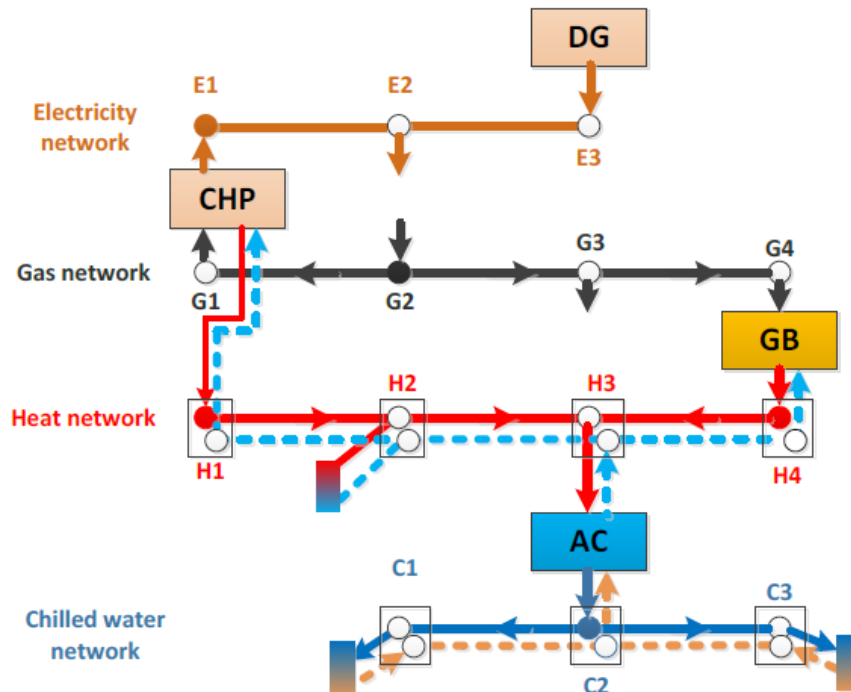 DG
E1
E2
Electricity
network
E3
CHP
G3
G4
Gas network
G1
G2
GB
H2
H3
Heat network
H1
H4
AC
C1
C3
Chilled water
network
C2